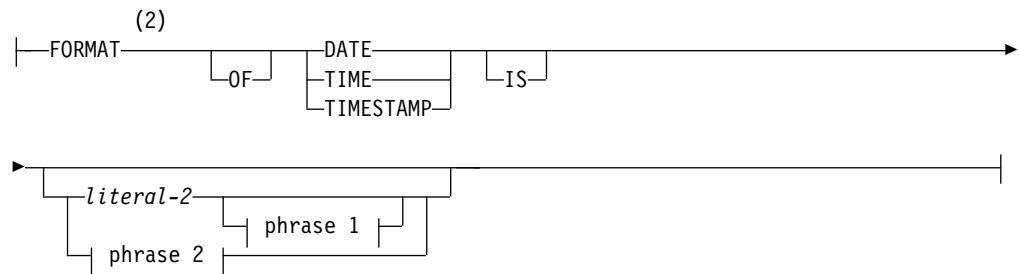 (2)
FORMAT DATE
OF TIME IS
TIMESTAMP
literal-2
phrase 1
phrase 2